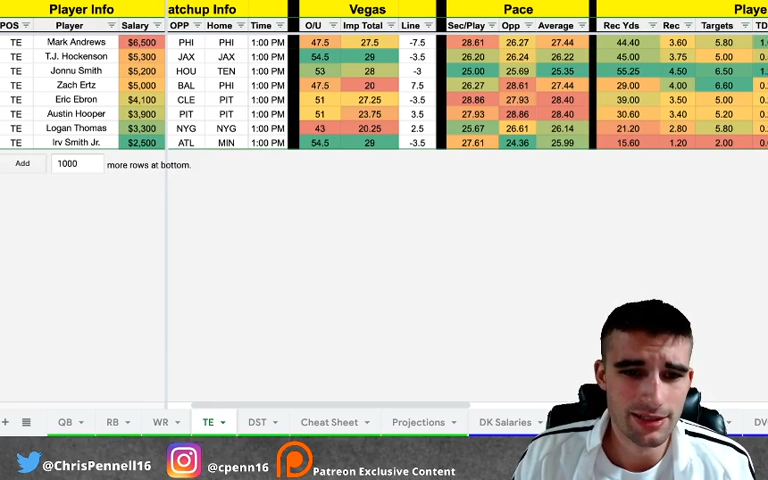 Player Info atchup Info Vegas Pace Playe
POS Player Salary OPP Home Time O/U Imp Total Line Sec/Play Opp Average Rec Yds Rec Targets TD
TE Mark Andrews $6,500 PHI PHI 1:00 PM 47.5 27.5 -7.5 28.61 26.27 27.44 44.40 3.60 5.80 1.
TE T.J. Hockenson $5,300 JAX JAX 1:00 PM 54.5 29 -3.5 26.20 26.24 26.22 45.00 3.75 5.00 0.
TE Jonnu Smith $5,200 HOU TEN 1:00 PM 53 28 -3 25.00 25.69 25.35 55.25 4.50 6.50 1.
TE Zach Ertz $5,000 BAL PHI 1:00 PM 47.5 20 7.5 26.27 28.61 27.44 29.00 4.00 6.60 0.
TE Eric Ebron $4,100 CLE PIT 1:00 PM 51 27.25 -3.5 28.86 27.93 28.40 39.00 3.50 5.00 0.
TE Austin Hooper $3,900 PIT PIT 1:00 PM 51 23.75 3.5 27.93 28.86 28.40 30.60 3.40 5.20 0.
TE Logan Thomas $3,300 NYG NYG 1:00 PM 43 20.25 2.5 25.67 26.61 26.14 21.20 2.80 5.80 0.
TE Irv Smith Jr. $2,500 ATL MIN 1:00 PM 54.5 29 -3.5 27.61 24.36 25.99 15.60 1.20 2.00 0.
Add 1000 more rows at bottom.
+ QB RB WR TE DST Cheat Sheet Projections DK Salaries DV
@ChrisPennell16 @cpenn16 Patreon Exclusive Content